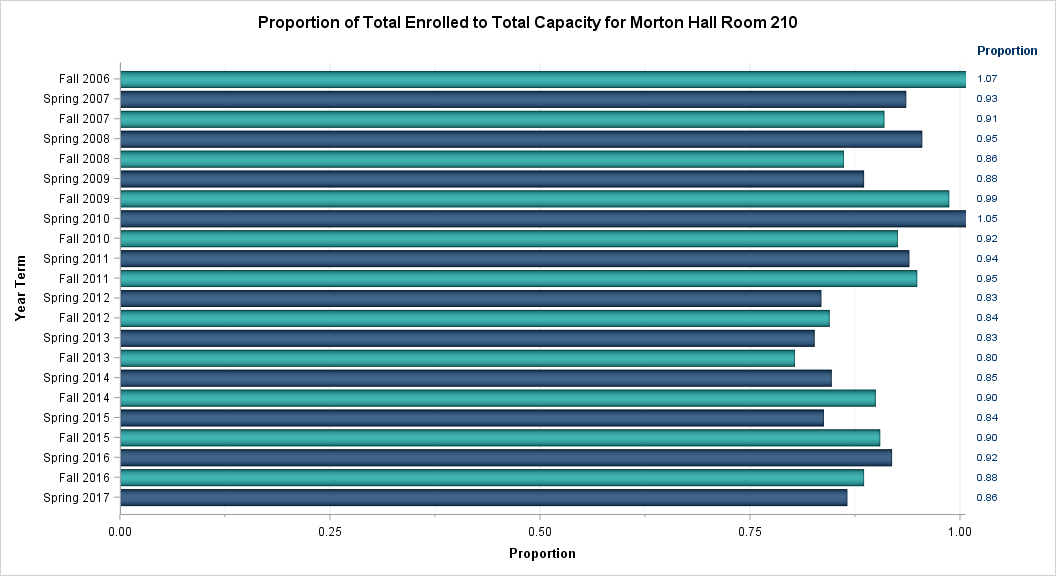 Proportion of Total Enrolled to Total Capacity for Morton Hall Room 210
Proportion
Fall 2006 1.07
Spring 2007 0.93
Fall 2007 0.91
Spring 2008 0.95
Fall 2008 0.86
Spring 2009 0.88
Fall 2009 0.99
Spring 2010 1.05
Fall 2010 0.92
Spring 2011 0.94
Fall 2011 0.95
Spring 2012 0.83
Fall 2012 0.84
Spring 2013 0.83
Fall 2013 0.80
Spring 2014 0.85
Fall 2014 0.90
Spring 2015 0.84
Fall 2015 0.90
Spring 2016 0.92
Fall 2016 0.88
Spring 2017 0.86
Year Term
0.00 0.25 0.50 0.75 1.00
Proportion